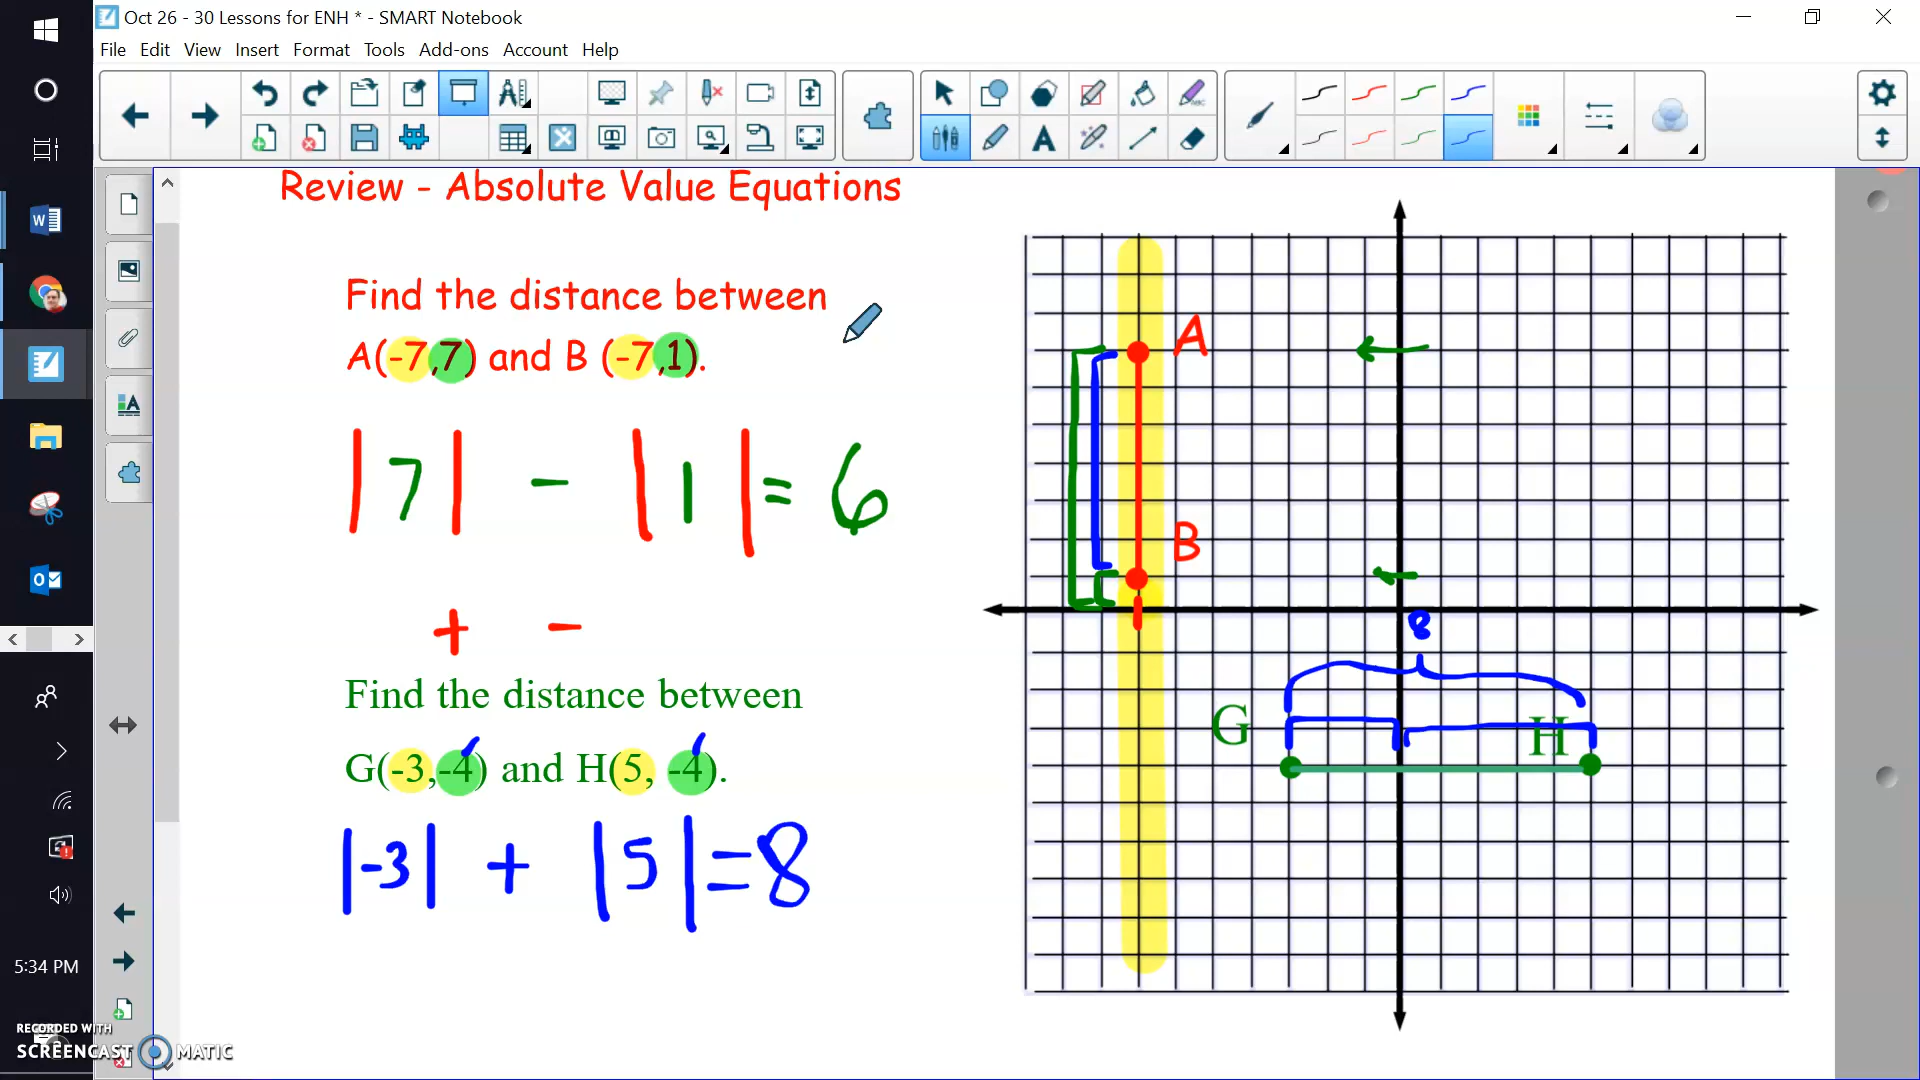 Oct 26 - 30 Lessons for ENH * - SMART Notebook
File Edit View Insert Format Tools Add-ons Account Help
Review - Absolute Value Equations
Find the distance between
A(-7,7) and B (-7,1).
|7| - |1| = 6
+ -
Find the distance between
G(-3,-4) and H(5, -4).
|-3| + |5| = 8
A
B
8
G
H
5:34 PM
RECORDED WITH
SCREENCAST MATIC